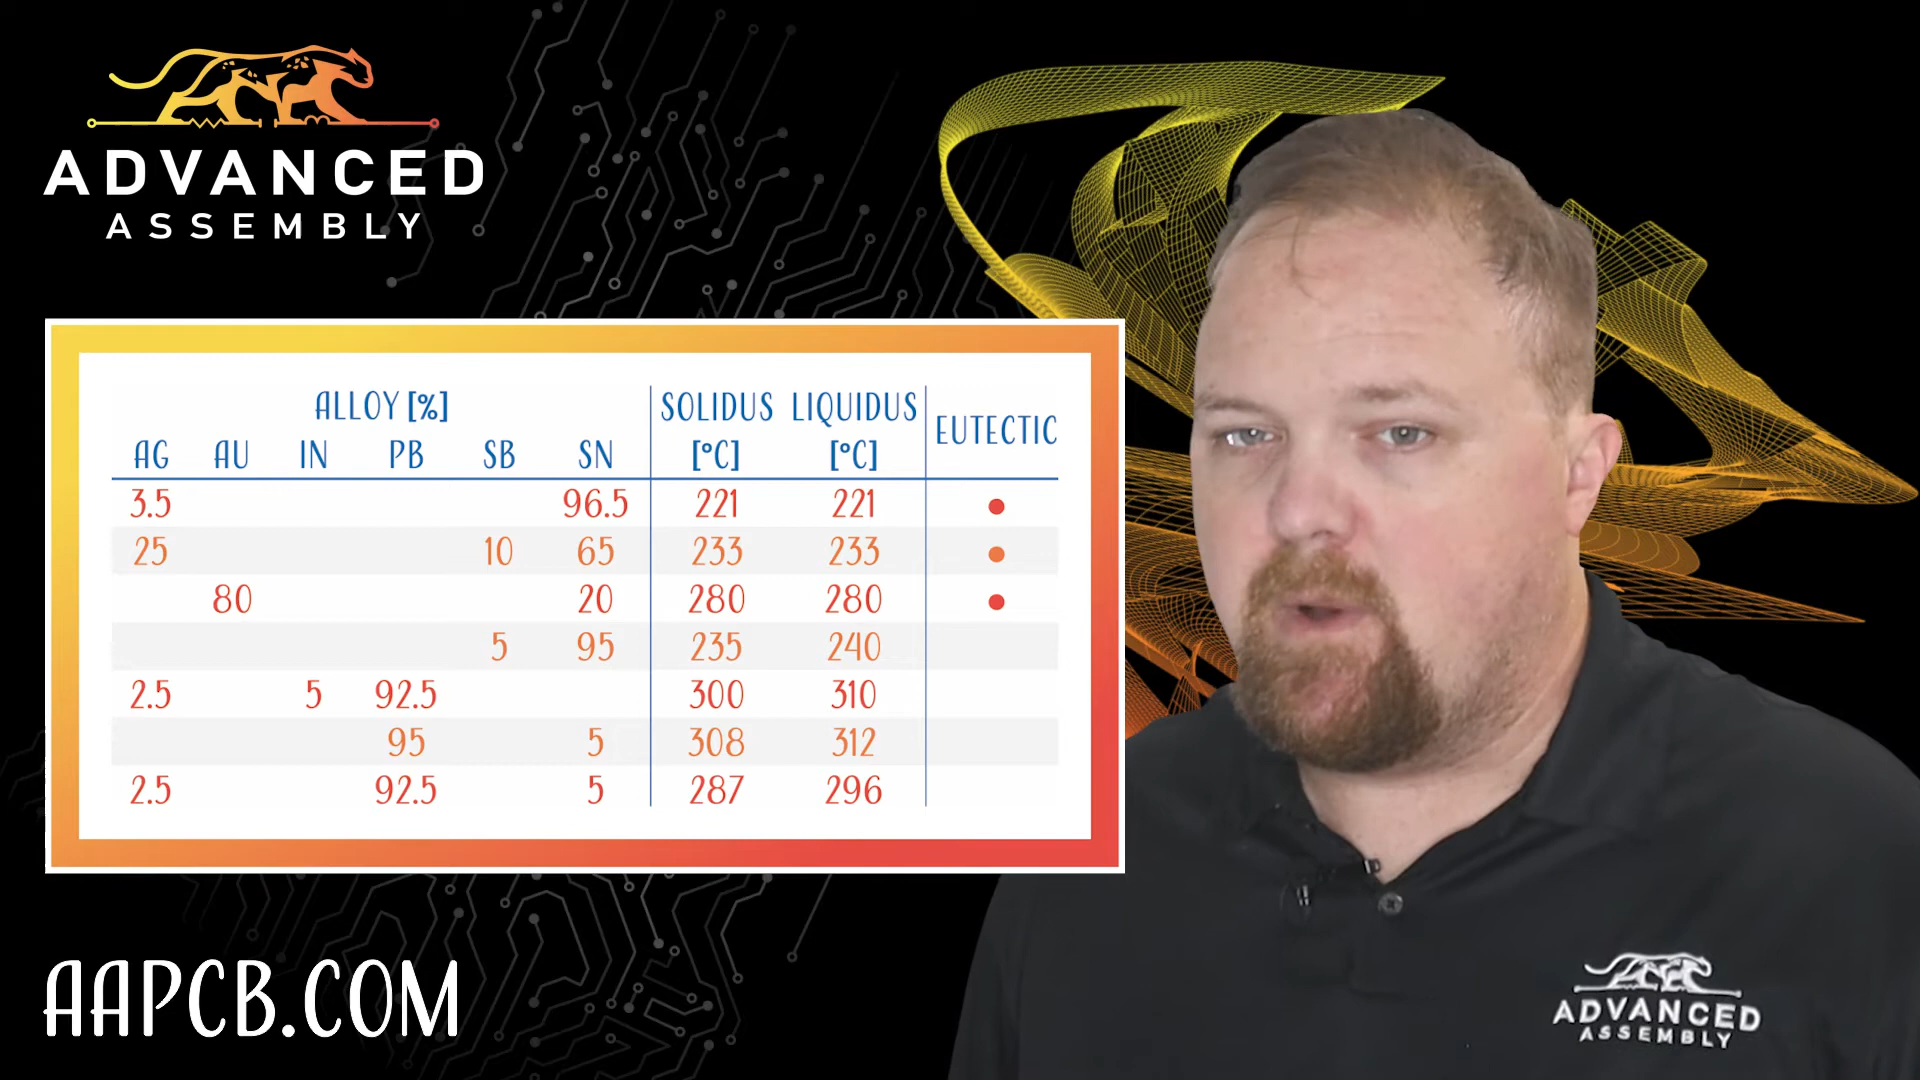 ADVANCED
ASSEMBLY
ALLOY [%] SOLIDUS LIQUIDUS EUTECTIC
AG AU IN PB SB SN [°C] [°C]
3.5 96.5 221 221
25 10 65 233 233
80 20 280 280
5 95 235 240
2.5 5 92.5 300 310
95 5 308 312
2.5 92.5 5 287 296
AAPCB.COM
ADVANCED
ASSEMBLY